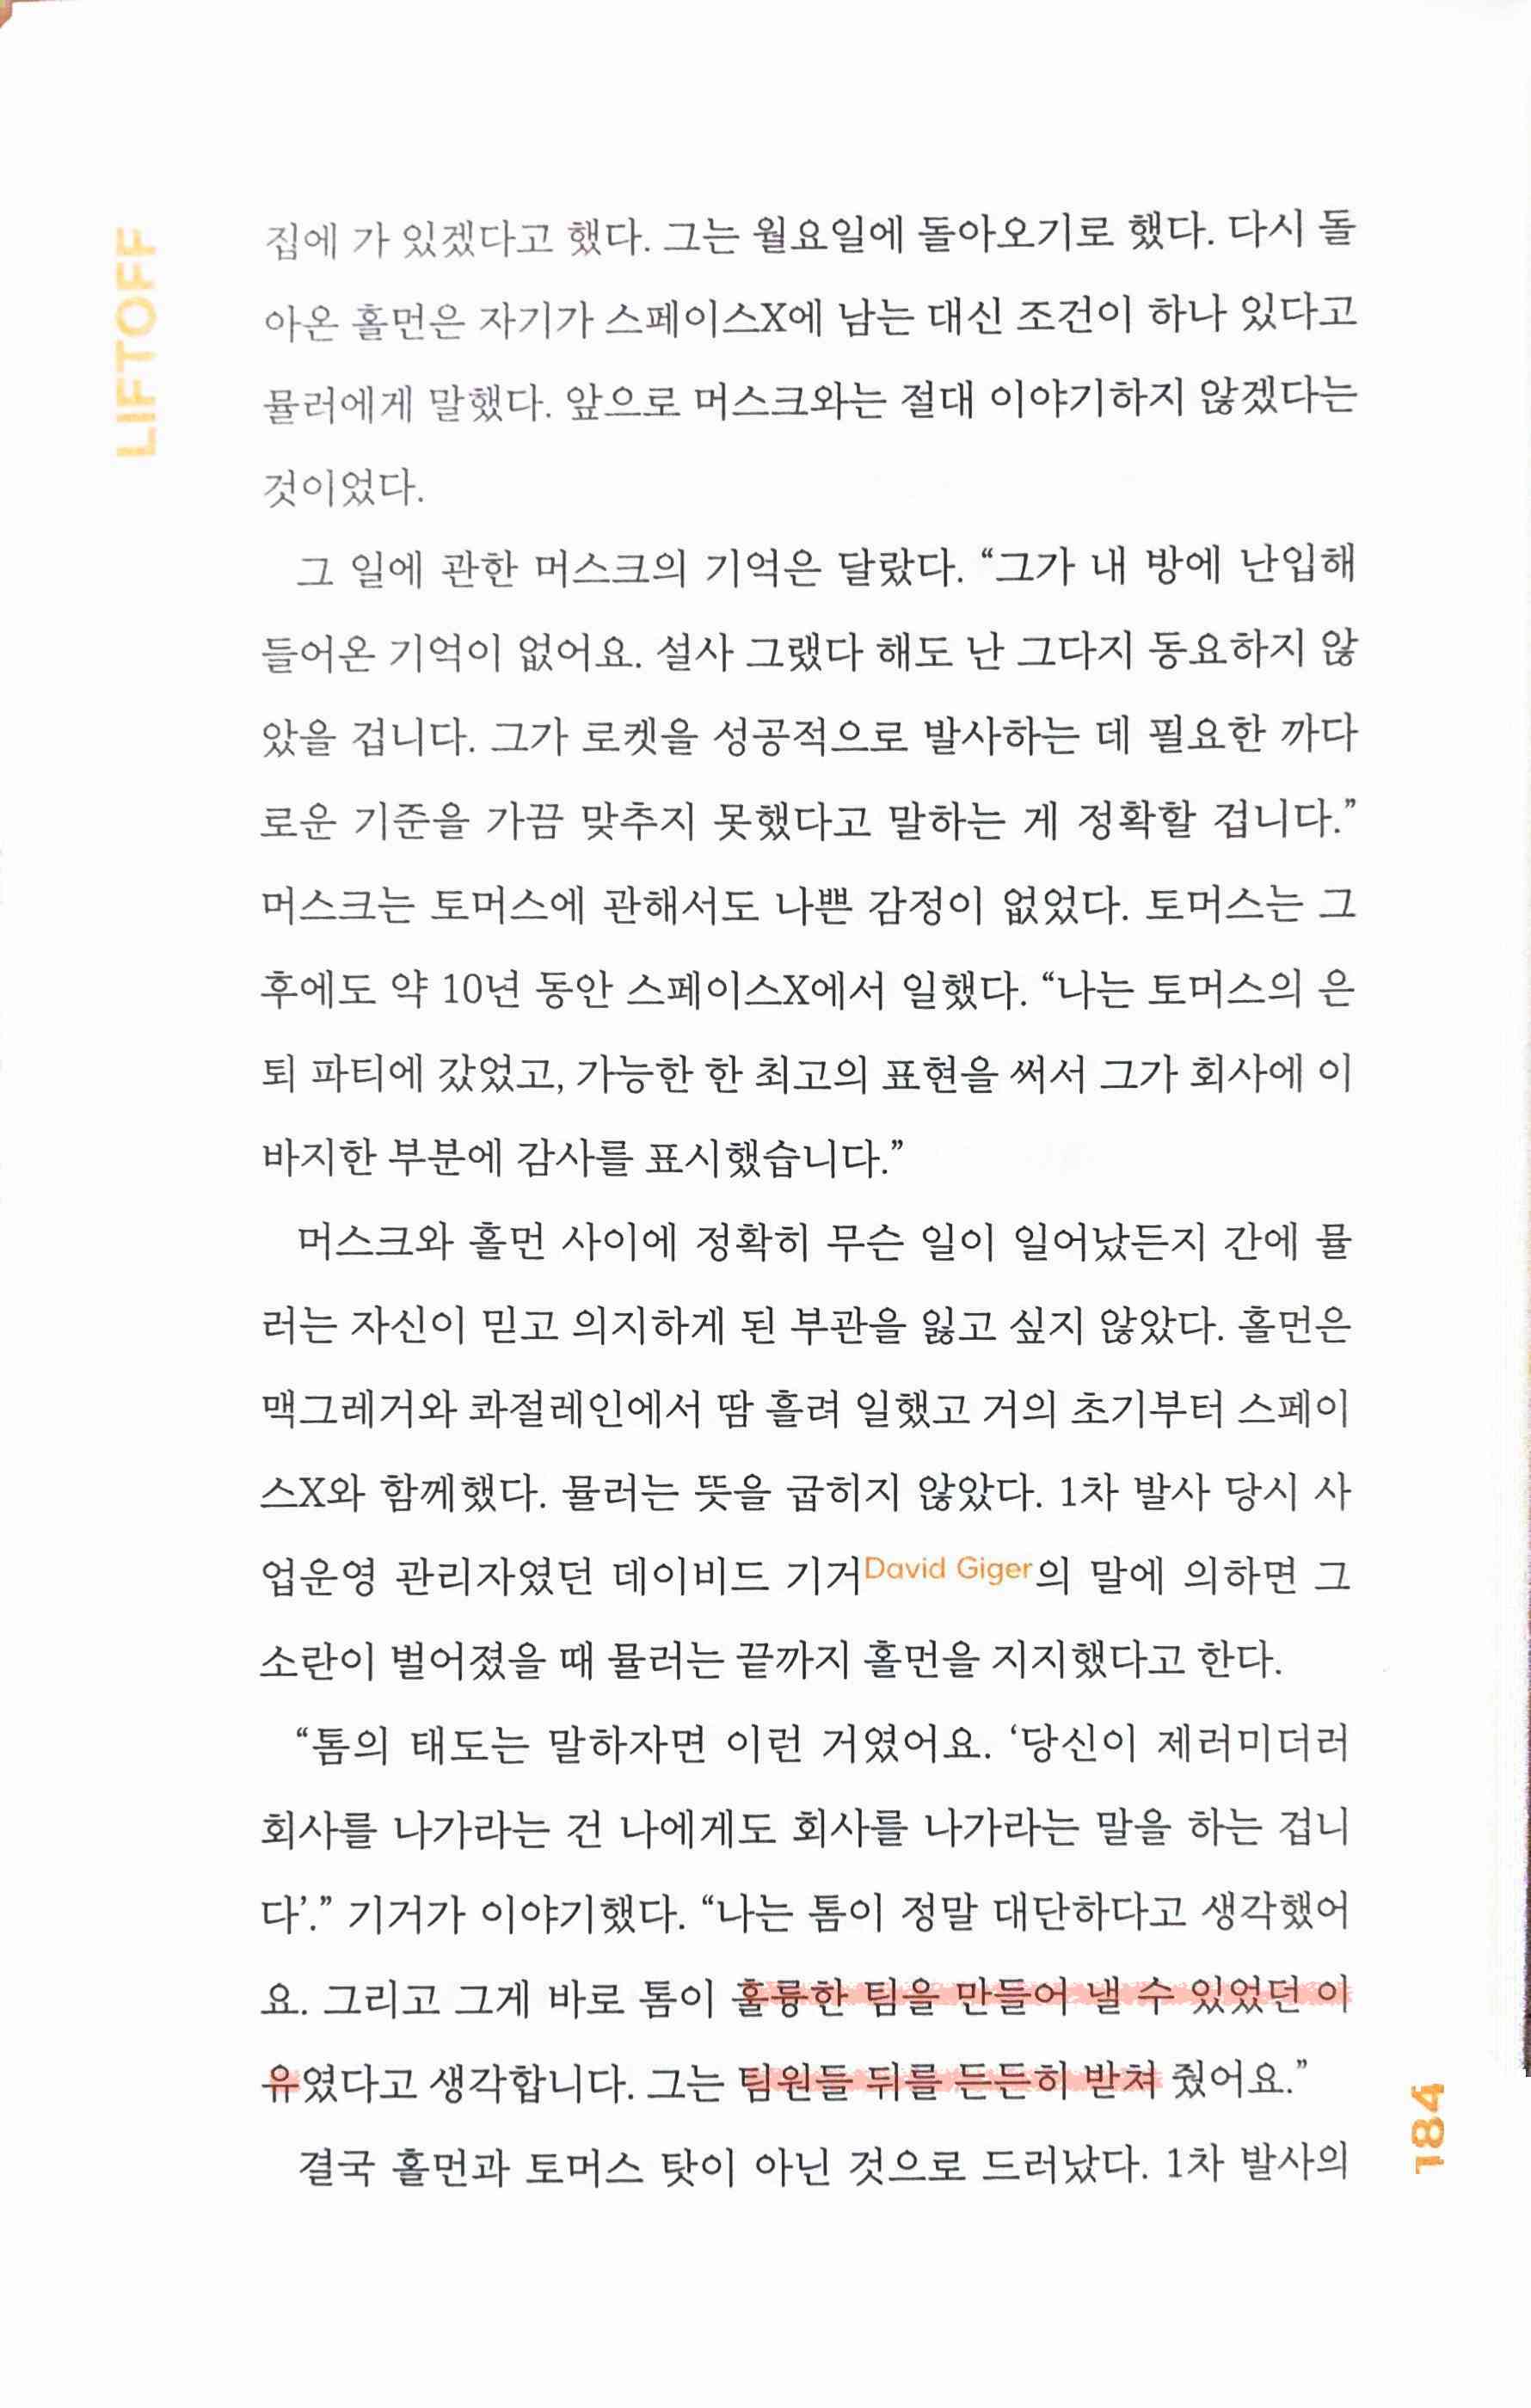 LIFTOFF
집에 가 있겠다고 했다. 그는 월요일에 돌아오기로 했다. 다시 돌
아온 홀먼은 자기가 스페이스X에 남는 대신 조건이 하나 있다고
뮬러에게 말했다. 앞으로 머스크와는 절대 이야기하지 않겠다는
것이었다.
그 일에 관한 머스크의 기억은 달랐다. “그가 내 방에 난입해
들어온 기억이 없어요. 설사 그랬다 해도 난 그다지 동요하지 않
았을 겁니다. 그가 로켓을 성공적으로 발사하는 데 필요한 까다
로운 기준을 가끔 맞추지 못했다고 말하는 게 정확할 겁니다.”
머스크는 토머스에 관해서도 나쁜 감정이 없었다. 토머스는 그
후에도 약 10년 동안 스페이스X에서 일했다. “나는 토머스의 은
퇴 파티에 갔었고, 가능한 한 최고의 표현을 써서 그가 회사에 이
바지한 부분에 감사를 표시했습니다.”
머스크와 홀먼 사이에 정확히 무슨 일이 일어났든지 간에 뮬
러는 자신이 믿고 의지하게 된 부관을 잃고 싶지 않았다. 홀먼은
맥그레거와 콰절레인에서 땀 흘려 일했고 거의 초기부터 스페이
스X와 함께했다. 뮬러는 뜻을 굽히지 않았다. 1차 발사 당시 사
업운영 관리자였던 데이비드 기거David Giger의 말에 의하면 그
소란이 벌어졌을 때 뮬러는 끝까지 홀먼을 지지했다고 한다.
“톰의 태도는 말하자면 이런 거였어요. ‘당신이 제러미더러
회사를 나가라는 건 나에게도 회사를 나가라는 말을 하는 겁니
다’.” 기거가 이야기했다. “나는 톰이 정말 대단하다고 생각했어
요. 그리고 그게 바로 톰이 훌륭한 팀을 만들어 낼 수 있었던 이
유였다고 생각합니다. 그는 팀원들 뒤를 든든히 받쳐 줬어요.”
결국 홀먼과 토머스 탓이 아닌 것으로 드러났다. 1차 발사의
184